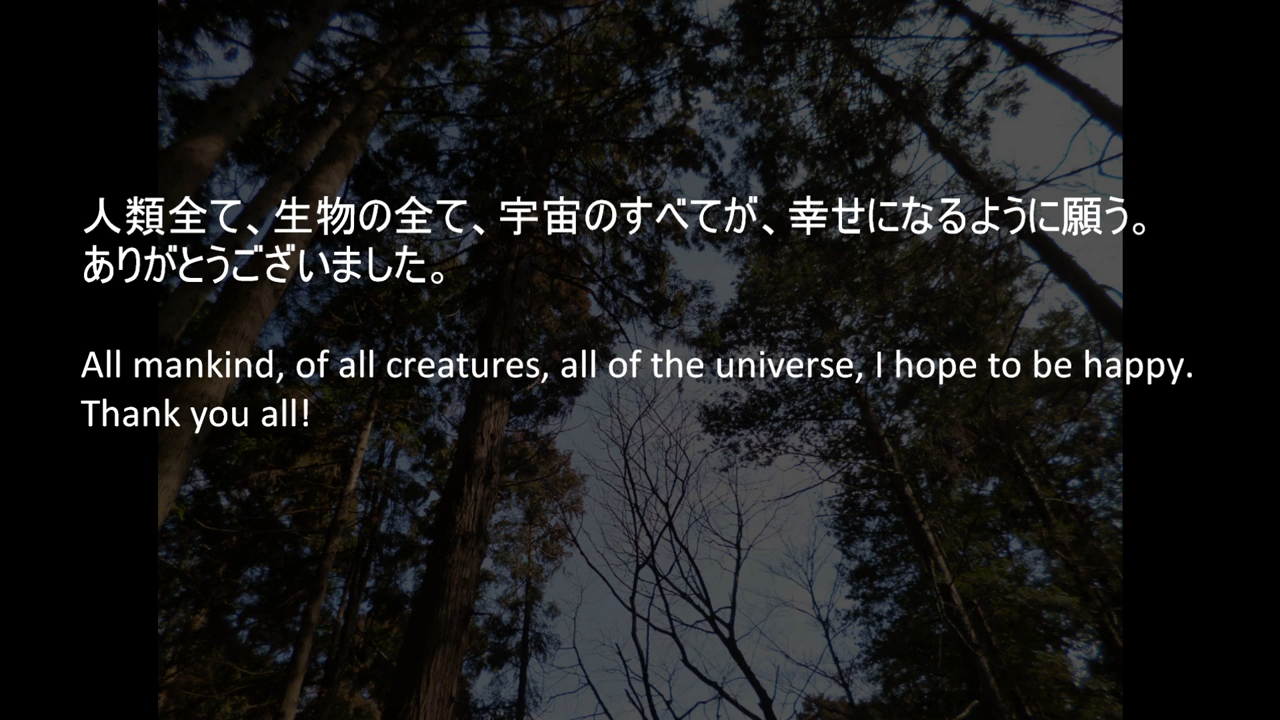 人類全て、生物の全て、宇宙のすべてが、幸せになるように願う。
ありがとうございました。
All mankind, of all creatures, all of the universe, I hope to be happy.
Thank you all!